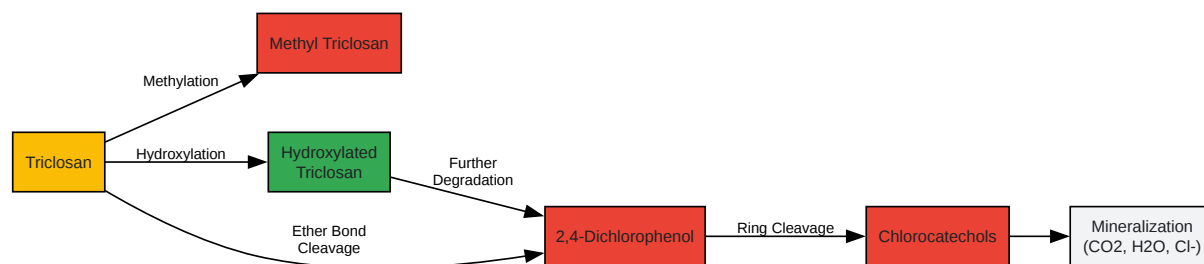 Methyl Triclosan
Methylation
Triclosan
Hydroxylation
Hydroxylated
Triclosan
Further
Degradation
Ether Bond
Cleavage
2,4-Dichlorophenol
Ring Cleavage
Chlorocatechols
Mineralization
(CO2, H2O, Cl-)